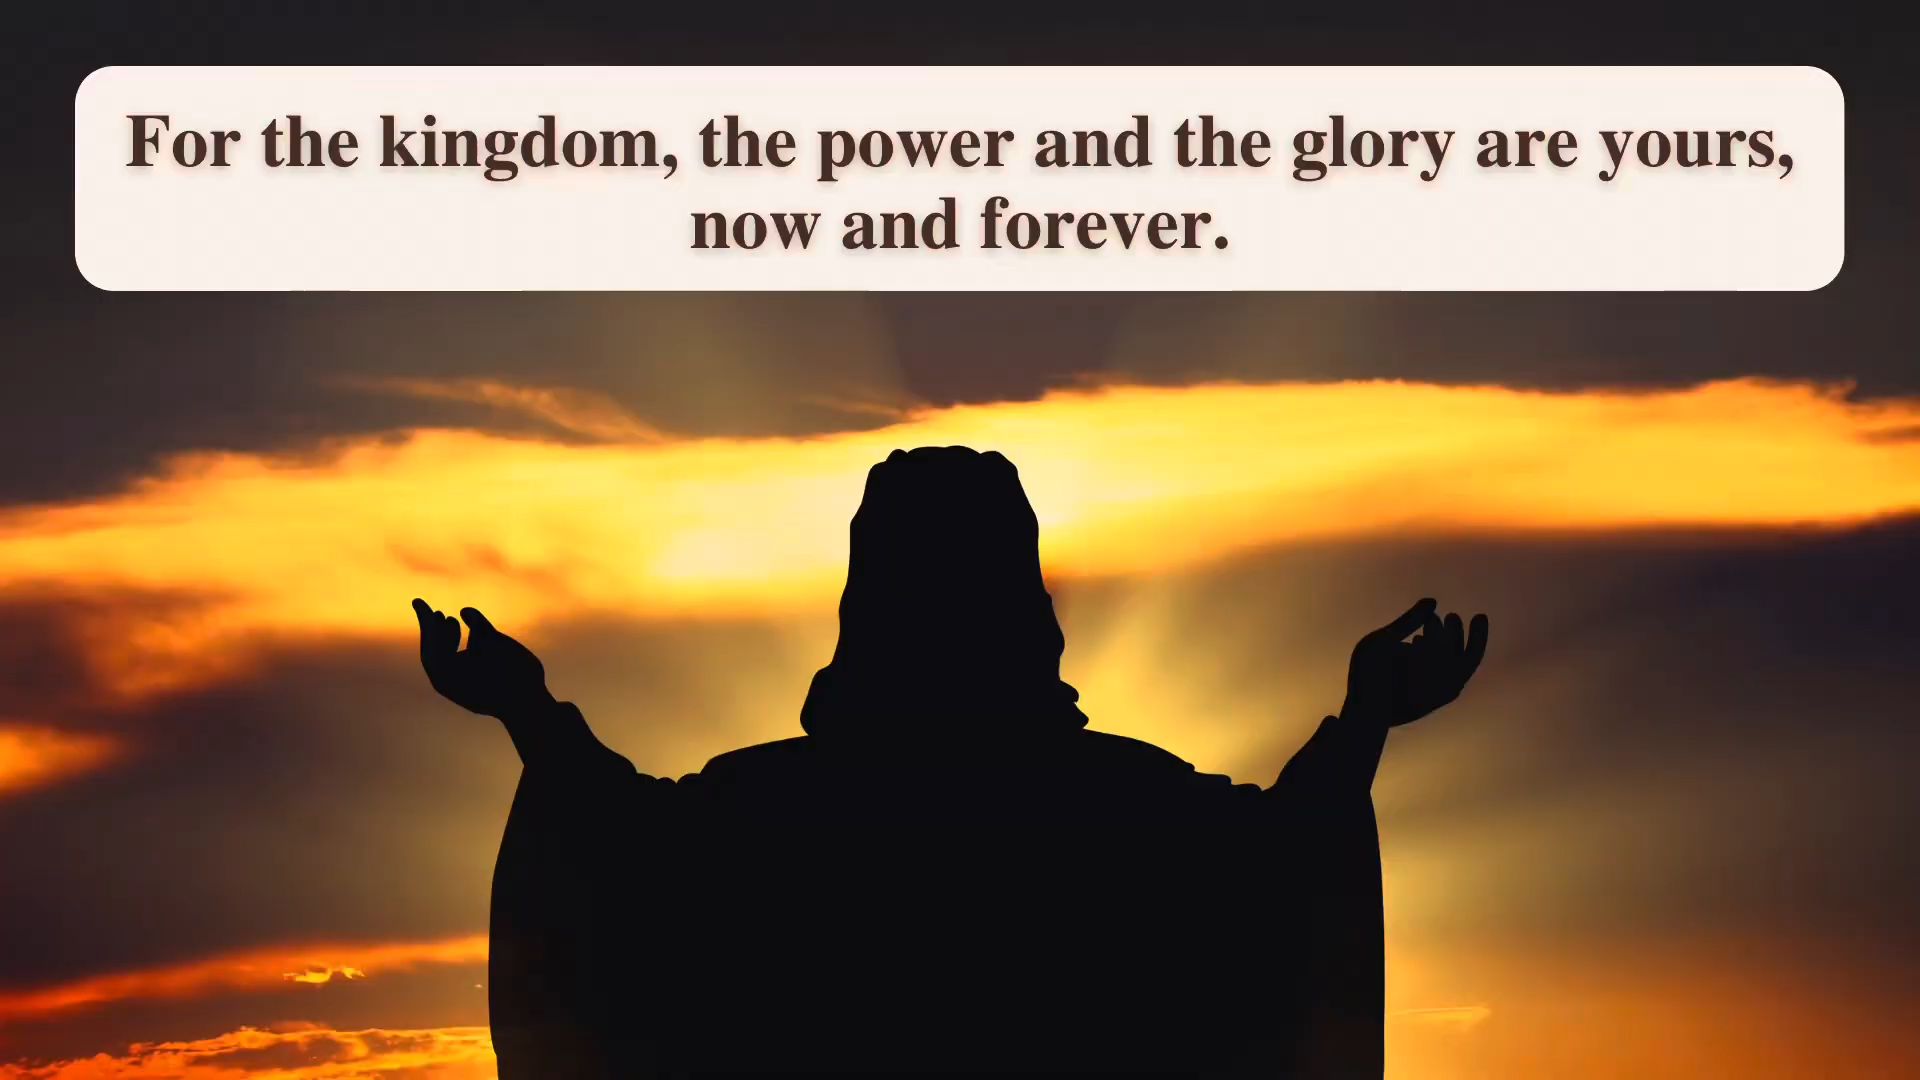 For the kingdom, the power and the glory are yours,
now and forever.